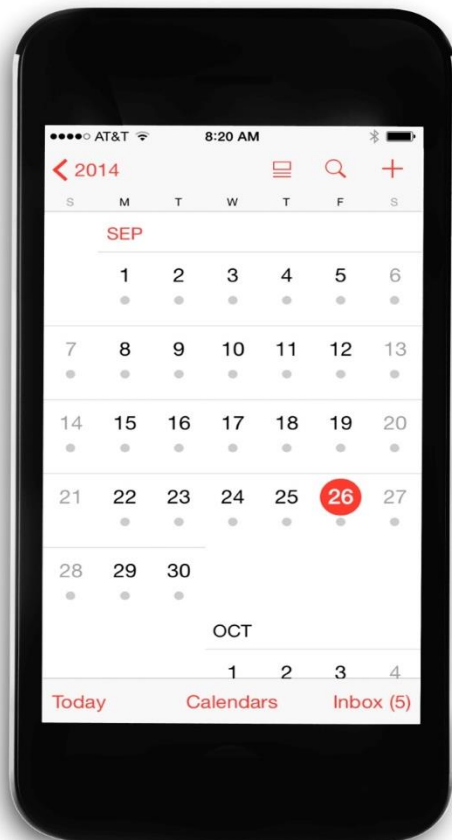 AT&T 8:20 AM
2014
S M T W T F S
SEP
1 2 3 4 5 6
7 8 9 10 11 12 13
14 15 16 17 18 19 20
21 22 23 24 25 26 27
28 29 30
OCT
1 2 3 4
Today Calendars Inbox (5)